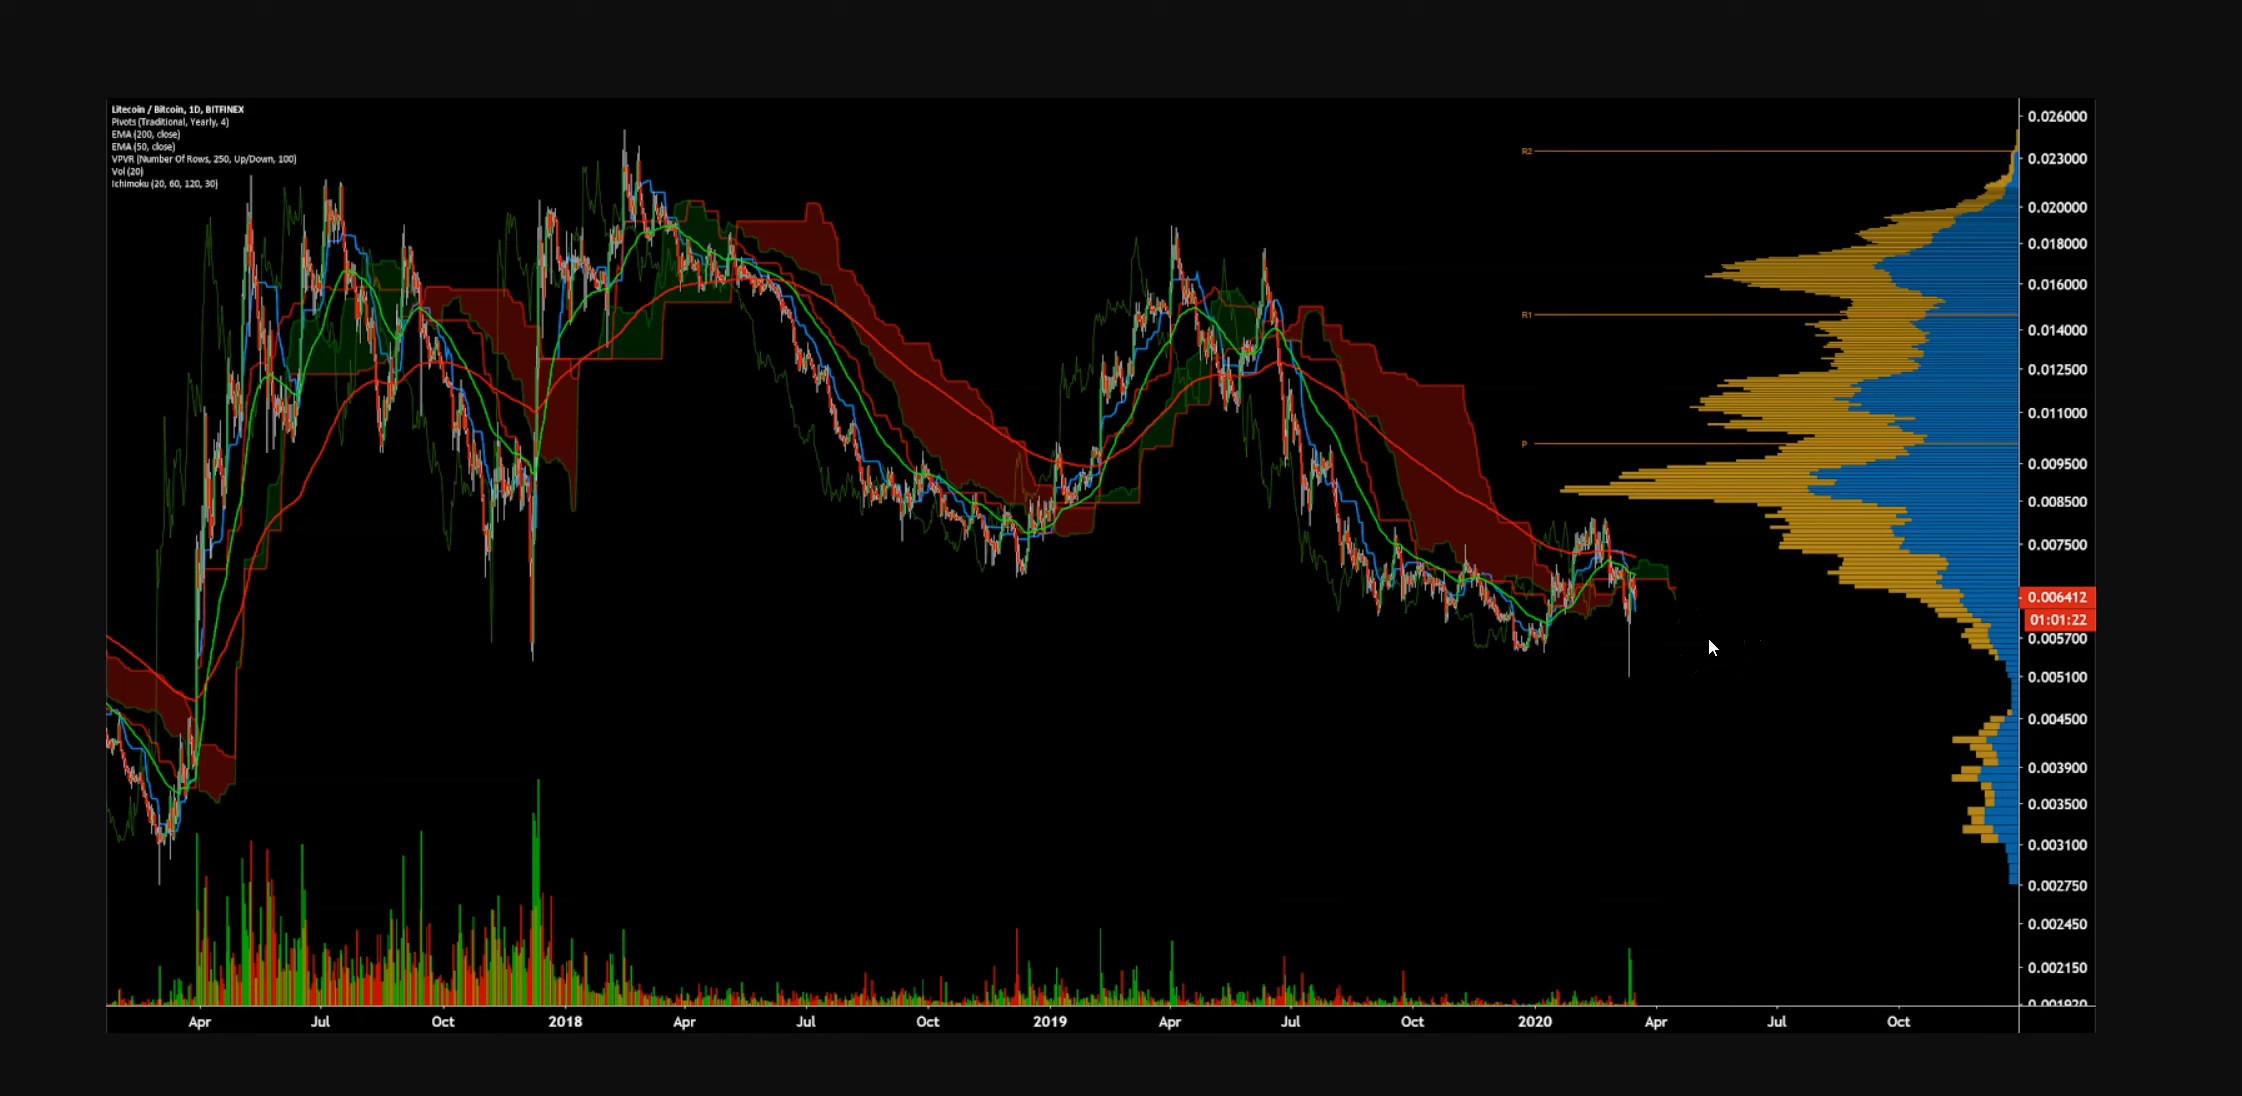 Litecoin / Bitcoin, 1D, BITFINEX
Pivots (Traditional, Yearly, 4)
EMA (200, close)
EMA (50, close)
VPVR (Number Of Rows, 250, Up/Down, 100)
Vol (20)
Ichimoku (20, 60, 120, 30)
R2
R1
P
0.026000
0.023000
0.020000
0.018000
0.016000
0.014000
0.012500
0.011000
0.009500
0.008500
0.007500
0.006412
01:01:22
0.005700
0.005100
0.004500
0.003900
0.003500
0.003100
0.002750
0.002450
0.002150
Apr Jul Oct 2018 Apr Jul Oct 2019 Apr Jul Oct 2020 Apr Jul Oct